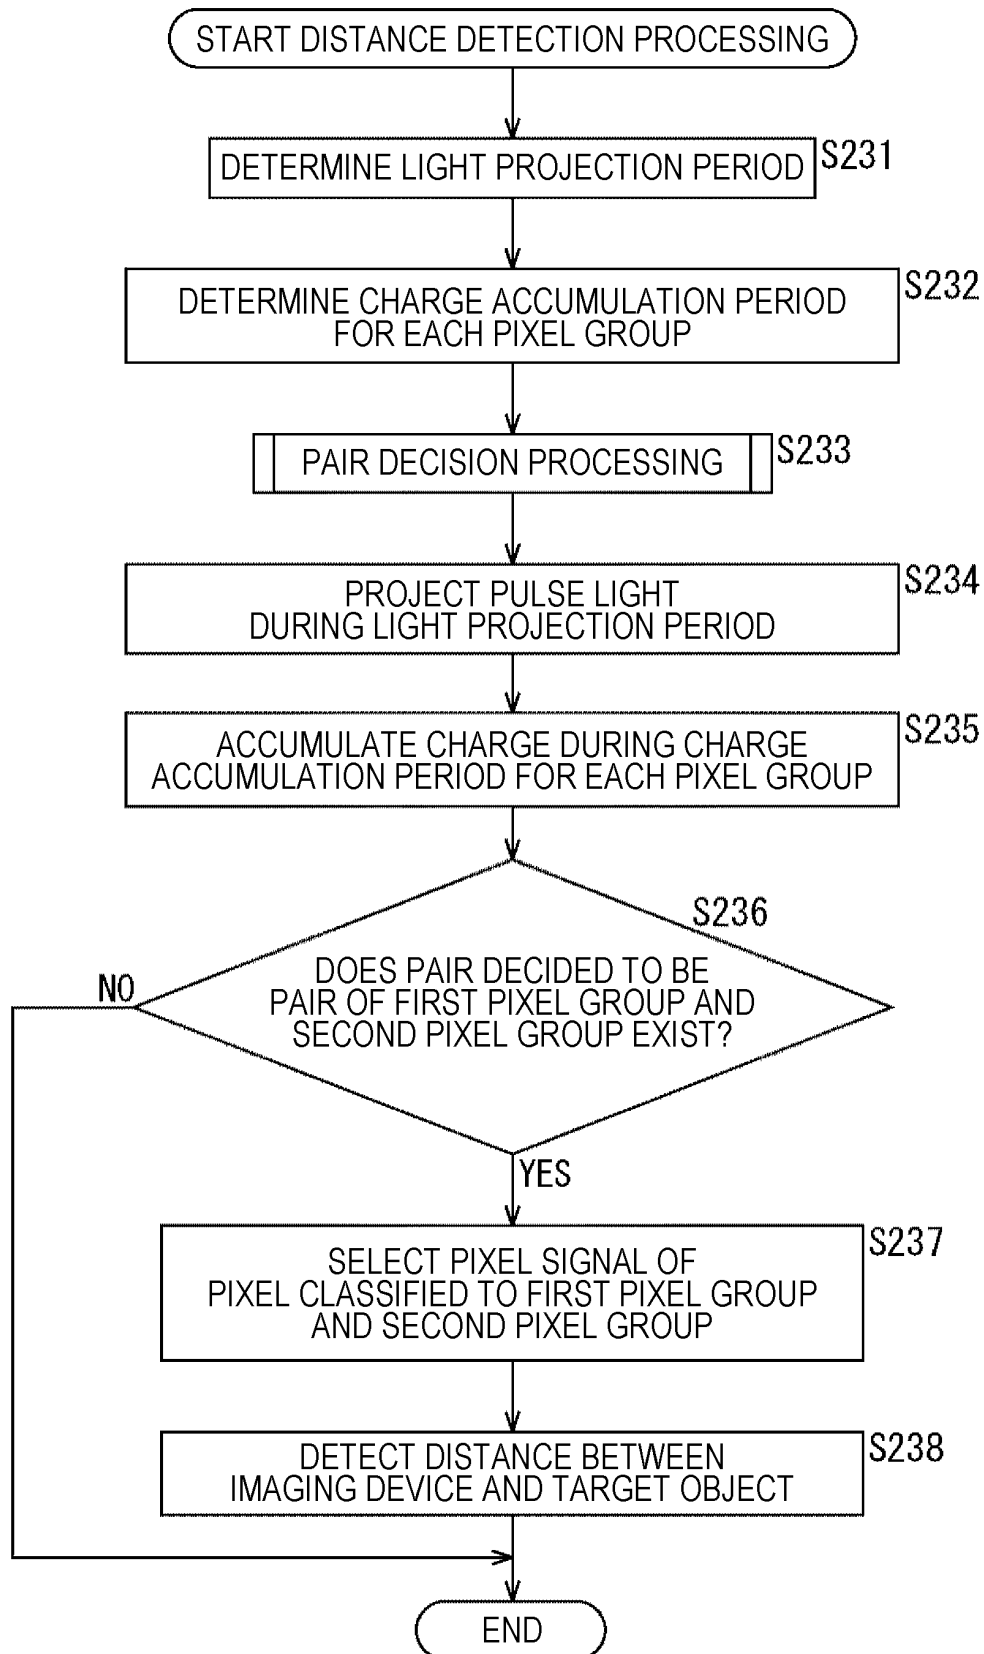 START DISTANCE DETECTION PROCESSING
DETERMINE LIGHT PROJECTION PERIOD
S231
DETERMINE CHARGE ACCUMULATION PERIOD
FOR EACH PIXEL GROUP
S232
PAIR DECISION PROCESSING
S233
PROJECT PULSE LIGHT
DURING LIGHT PROJECTION PERIOD
S234
ACCUMULATE CHARGE DURING CHARGE
ACCUMULATION PERIOD FOR EACH PIXEL GROUP
S235
S236
DOES PAIR DECIDED TO BE
PAIR OF FIRST PIXEL GROUP AND
SECOND PIXEL GROUP EXIST?
NO
YES
SELECT PIXEL SIGNAL OF
PIXEL CLASSIFIED TO FIRST PIXEL GROUP
AND SECOND PIXEL GROUP
S237
DETECT DISTANCE BETWEEN
IMAGING DEVICE AND TARGET OBJECT
S238
END